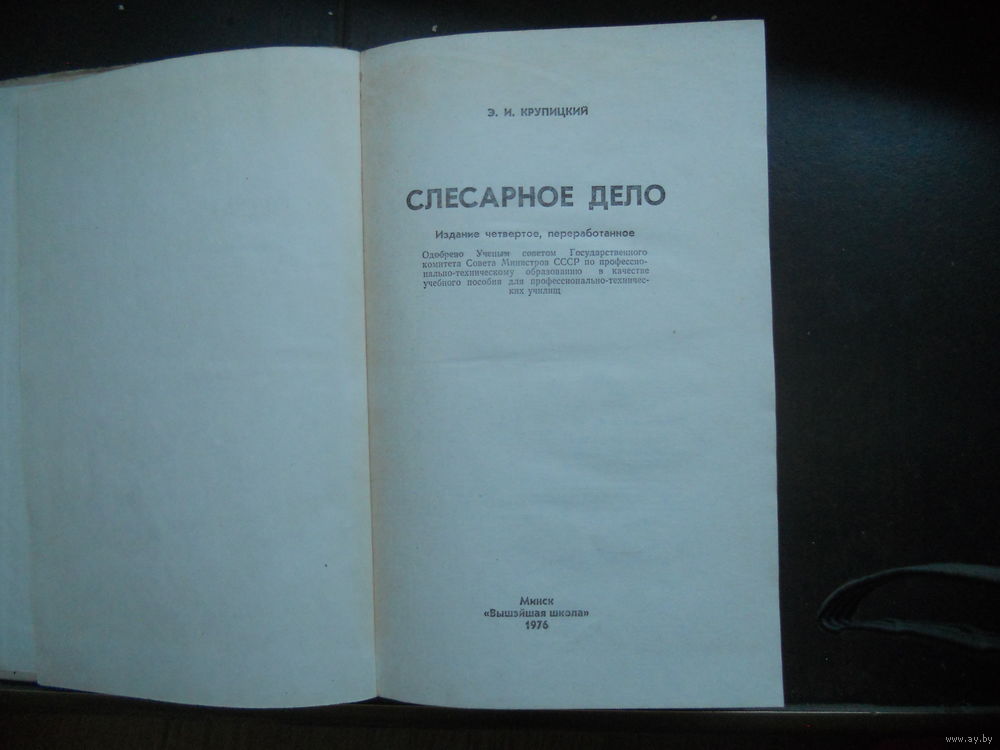 Э. И. КРУПИЦКИЙ
СЛЕСАРНОЕ ДЕЛО
Издание четвертое, переработанное
Одобрено Ученым советом Государственного
комитета Совета Министров СССР по профессио-
нально-техническому образованию в качестве
учебного пособия для профессионально-техничес-
ких училищ
Минск
«Вышэйшая школа»
1976
www.ay.by